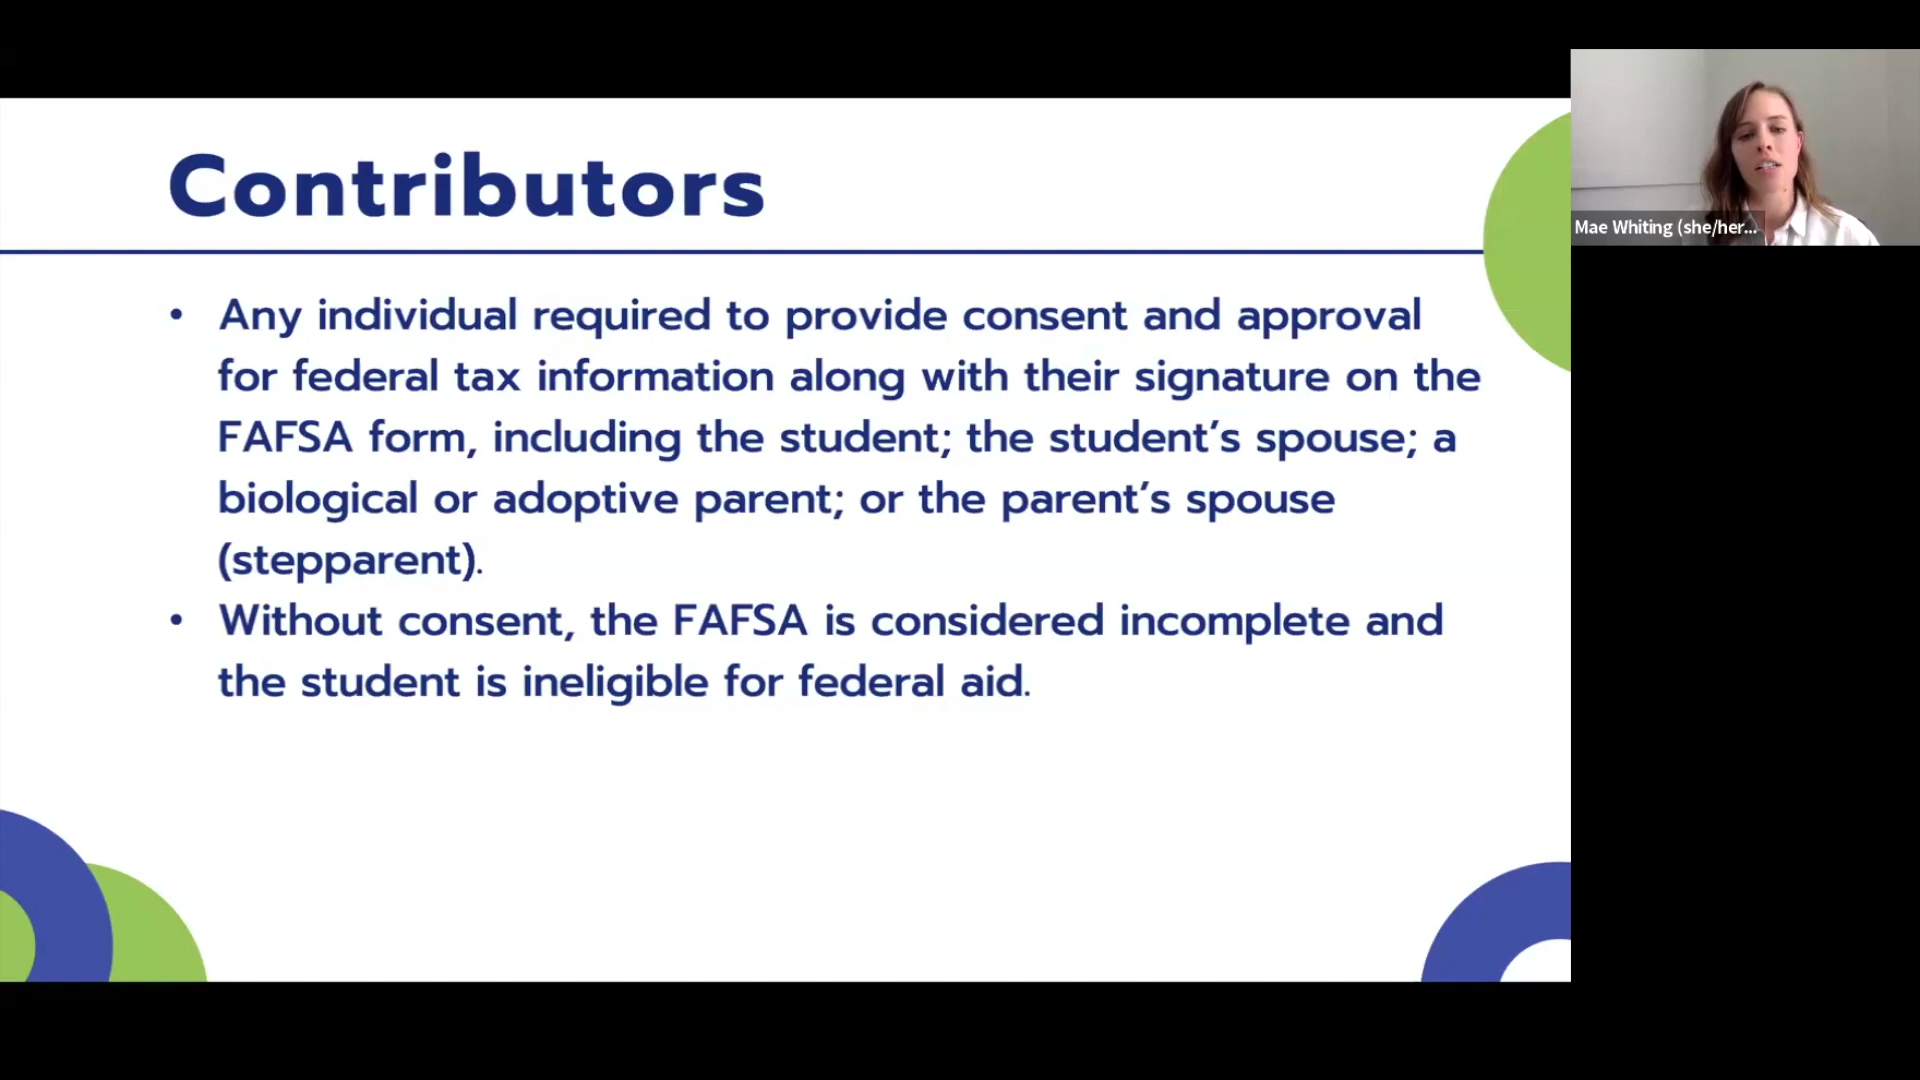 Contributors
• Any individual required to provide consent and approval
for federal tax information along with their signature on the
FAFSA form, including the student; the student’s spouse; a
biological or adoptive parent; or the parent’s spouse
(stepparent).
• Without consent, the FAFSA is considered incomplete and
the student is ineligible for federal aid.
Mae Whiting (she/her...